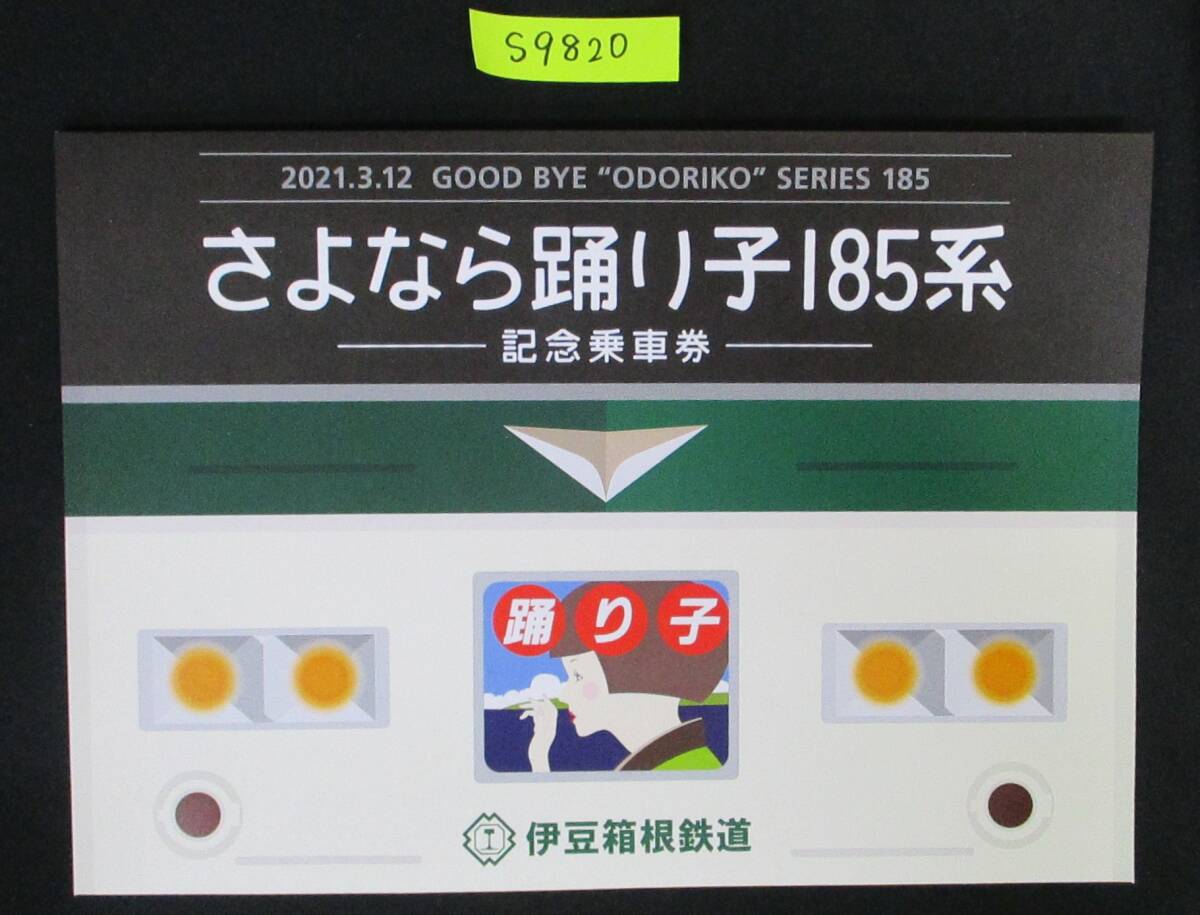 S9820
2021.3.12 GOOD BYE “ODORIKO” SERIES 185
さよなら踊り子185系
記念乗車券
踊り子
伊豆箱根鉄道